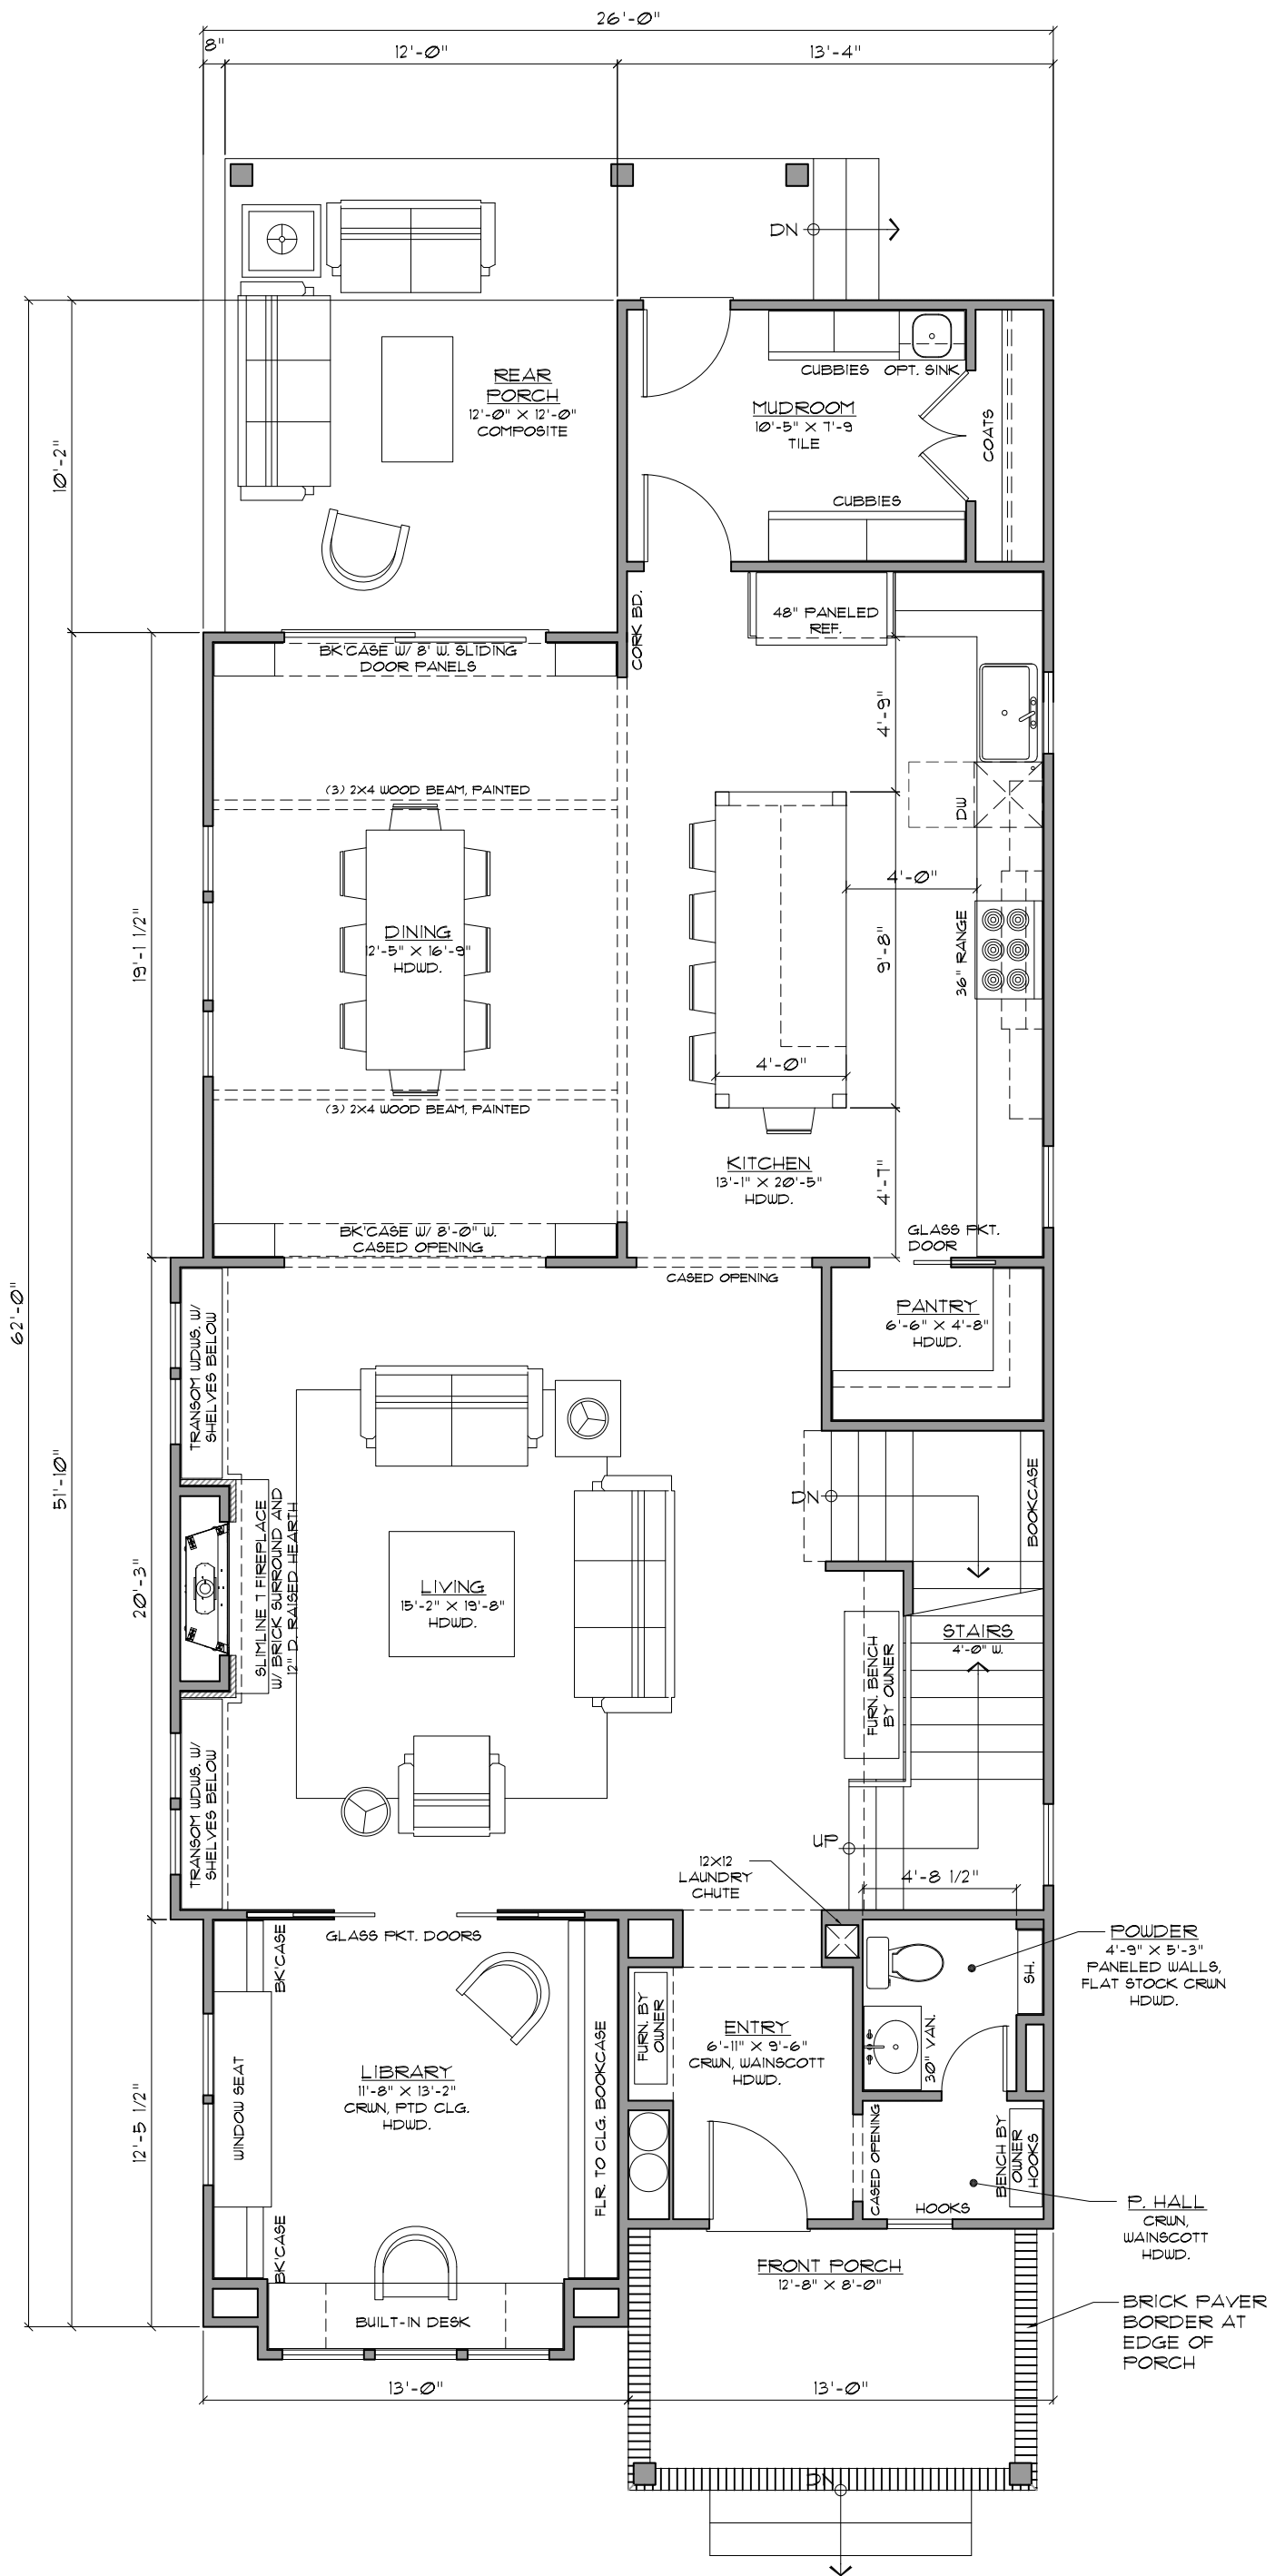 26'-0"
8"
12'-0"
13'-4"
DN
REAR
PORCH
12'-0" X 12'-0"
COMPOSITE
CUBBIES
OPT. SINK
MUDROOM
10'-5" X 7'-9
TILE
COATS
CUBBIES
10'-2"
CORK BD.
48" PANELED
REF.
BK'CASE W/ 8' W. SLIDING
DOOR PANELS
4'-9"
(3) 2X4 WOOD BEAM, PAINTED
DW
4'-0"
DINING
12'-5" X 16'-9"
HDWD.
19'-1 1/2"
9'-8"
36" RANGE
4'-0"
(3) 2X4 WOOD BEAM, PAINTED
KITCHEN
13'-1" X 20'-5"
HDWD.
4'-7"
BK'CASE W/ 8'-0" W.
CASED OPENING
GLASS PKT.
DOOR
CASED OPENING
62'-0"
51'-10"
TRANSOM WDWS. W/
SHELVES BELOW
PANTRY
6'-6" X 4'-8"
HDWD.
DN
BOOKCASE
20'-3"
SLIMLINE 7 FIREPLACE
W/ BRICK SURROUND AND
12" D. RAISED HEARTH
LIVING
15'-2" X 19'-8"
HDWD.
FURN. BENCH
BY OWNER
STAIRS
4'-0" W.
TRANSOM WDWS. W/
SHELVES BELOW
UP
12X12
LAUNDRY
CHUTE
4'-8 1/2"
GLASS PKT. DOORS
BK'CASE
POWDER
4'-9" X 5'-3"
PANELED WALLS,
FLAT STOCK CRWN
HDWD.
SH.
FURN. BY
OWNER
ENTRY
6'-11" X 9'-6"
CRWN, WAINSCOTT
HDWD.
30" VAN.
WINDOW SEAT
LIBRARY
11'-8" X 13'-2"
CRWN, PTD CLG.
HDWD.
FLR. TO CLG. BOOKCASE
12'-5 1/2"
CASED OPENING
BENCH BY
OWNER
HOOKS
HOOKS
P. HALL
CRWN,
WAINSCOTT
HDWD.
BK'CASE
BUILT-IN DESK
FRONT PORCH
12'-8" X 8'-0"
BRICK PAVER
BORDER AT
EDGE OF
PORCH
13'-0"
13'-0"
DN